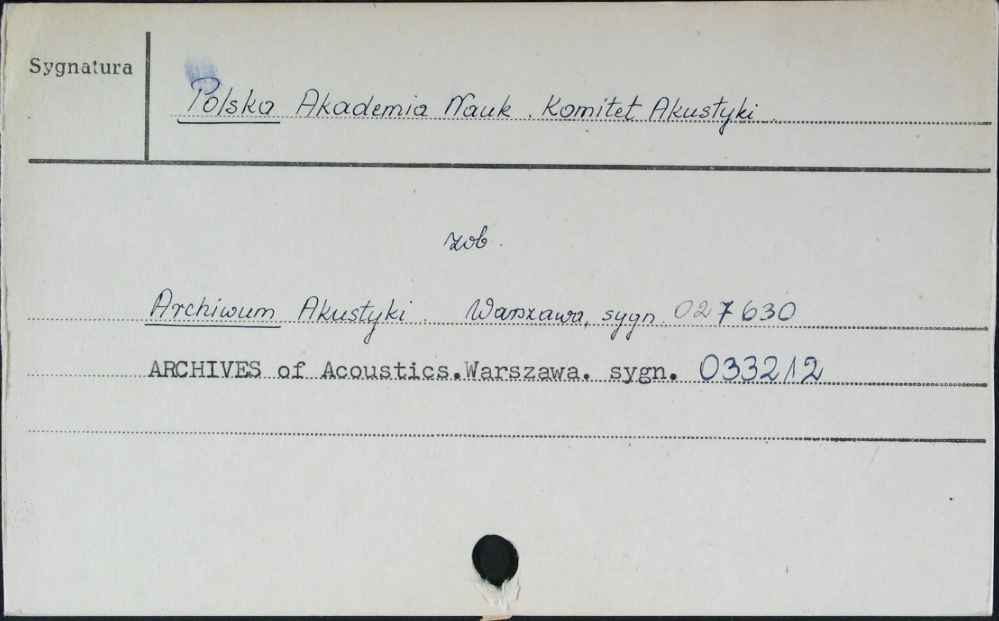 Sygnatura
Polska Akademia Nauk. Komitet Akustyki.
zob.
Archiwum Akustyki. Warszawa, sygn. 027630
ARCHIVES of Acoustics.Warszawa. sygn. 033212